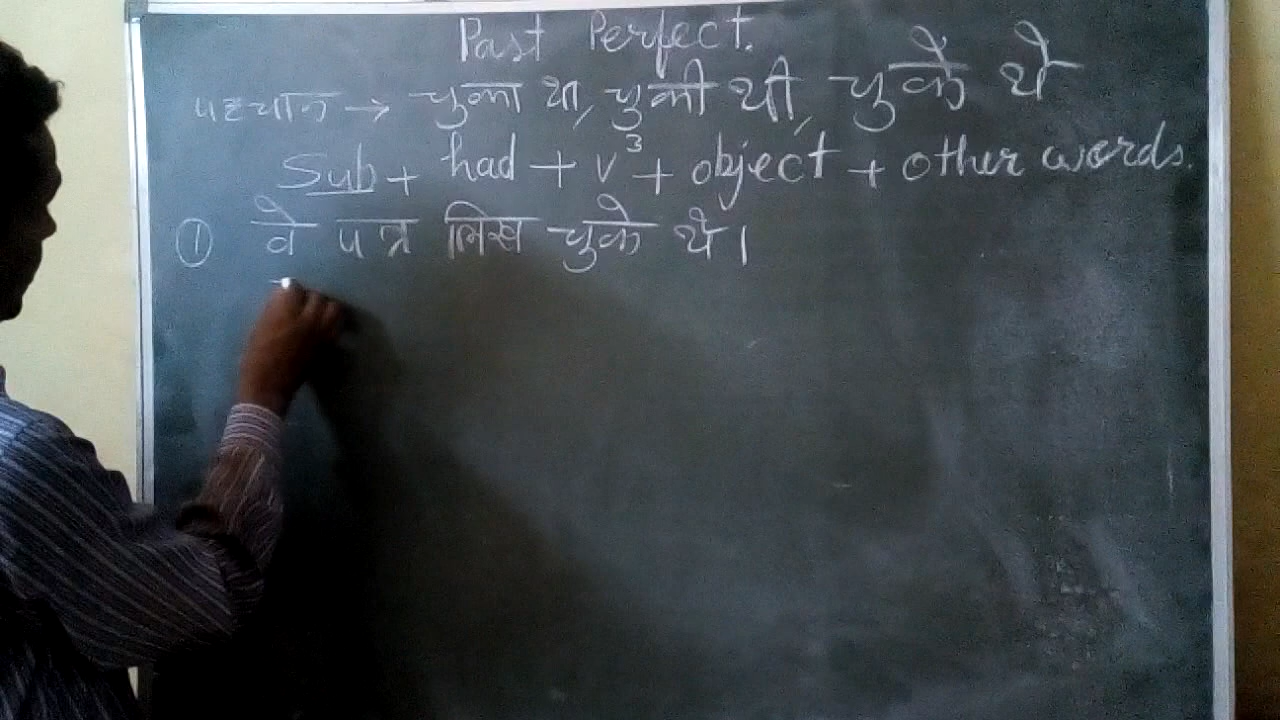 Past Perfect.
पहचान → चुका था, चुकी थी, चुके थे
Sub + had + v³ + object + other words.
① वे पत्र लिख चुके थे।